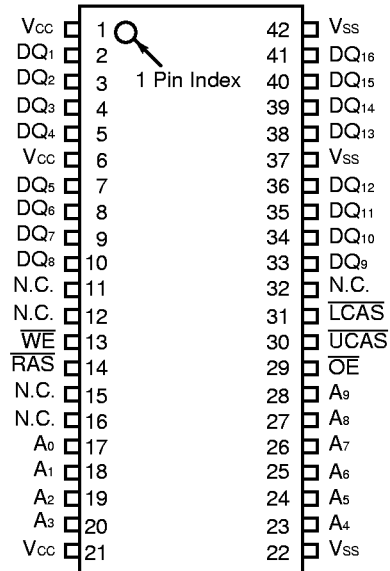 Vcc 1 42 Vss
DQ1 2 41 DQ16
DQ2 3 40 DQ15
1 Pin Index
DQ3 4 39 DQ14
DQ4 5 38 DQ13
Vcc 6 37 Vss
DQ5 7 36 DQ12
DQ6 8 35 DQ11
DQ7 9 34 DQ10
DQ8 10 33 DQ9
N.C. 11 32 N.C.
N.C. 12 31 LCAS
WE 13 30 UCAS
RAS 14 29 OE
N.C. 15 28 A9
N.C. 16 27 A8
A0 17 26 A7
A1 18 25 A6
A2 19 24 A5
A3 20 23 A4
Vcc 21 22 Vss